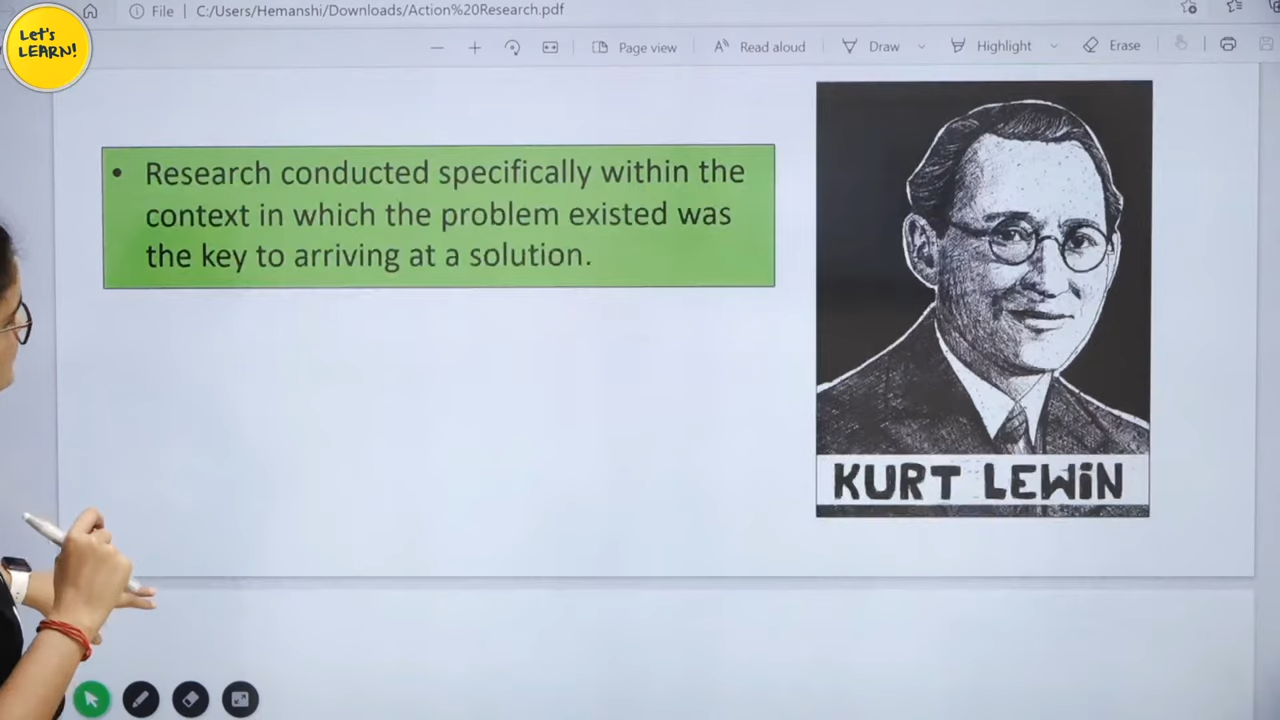 Let's
LEARN!
File | C:/Users/Hemanshi/Downloads/Action%20Research.pdf
Page view
Read aloud
Draw
Highlight
Erase
• Research conducted specifically within the
context in which the problem existed was
the key to arriving at a solution.
KURT LEWiN